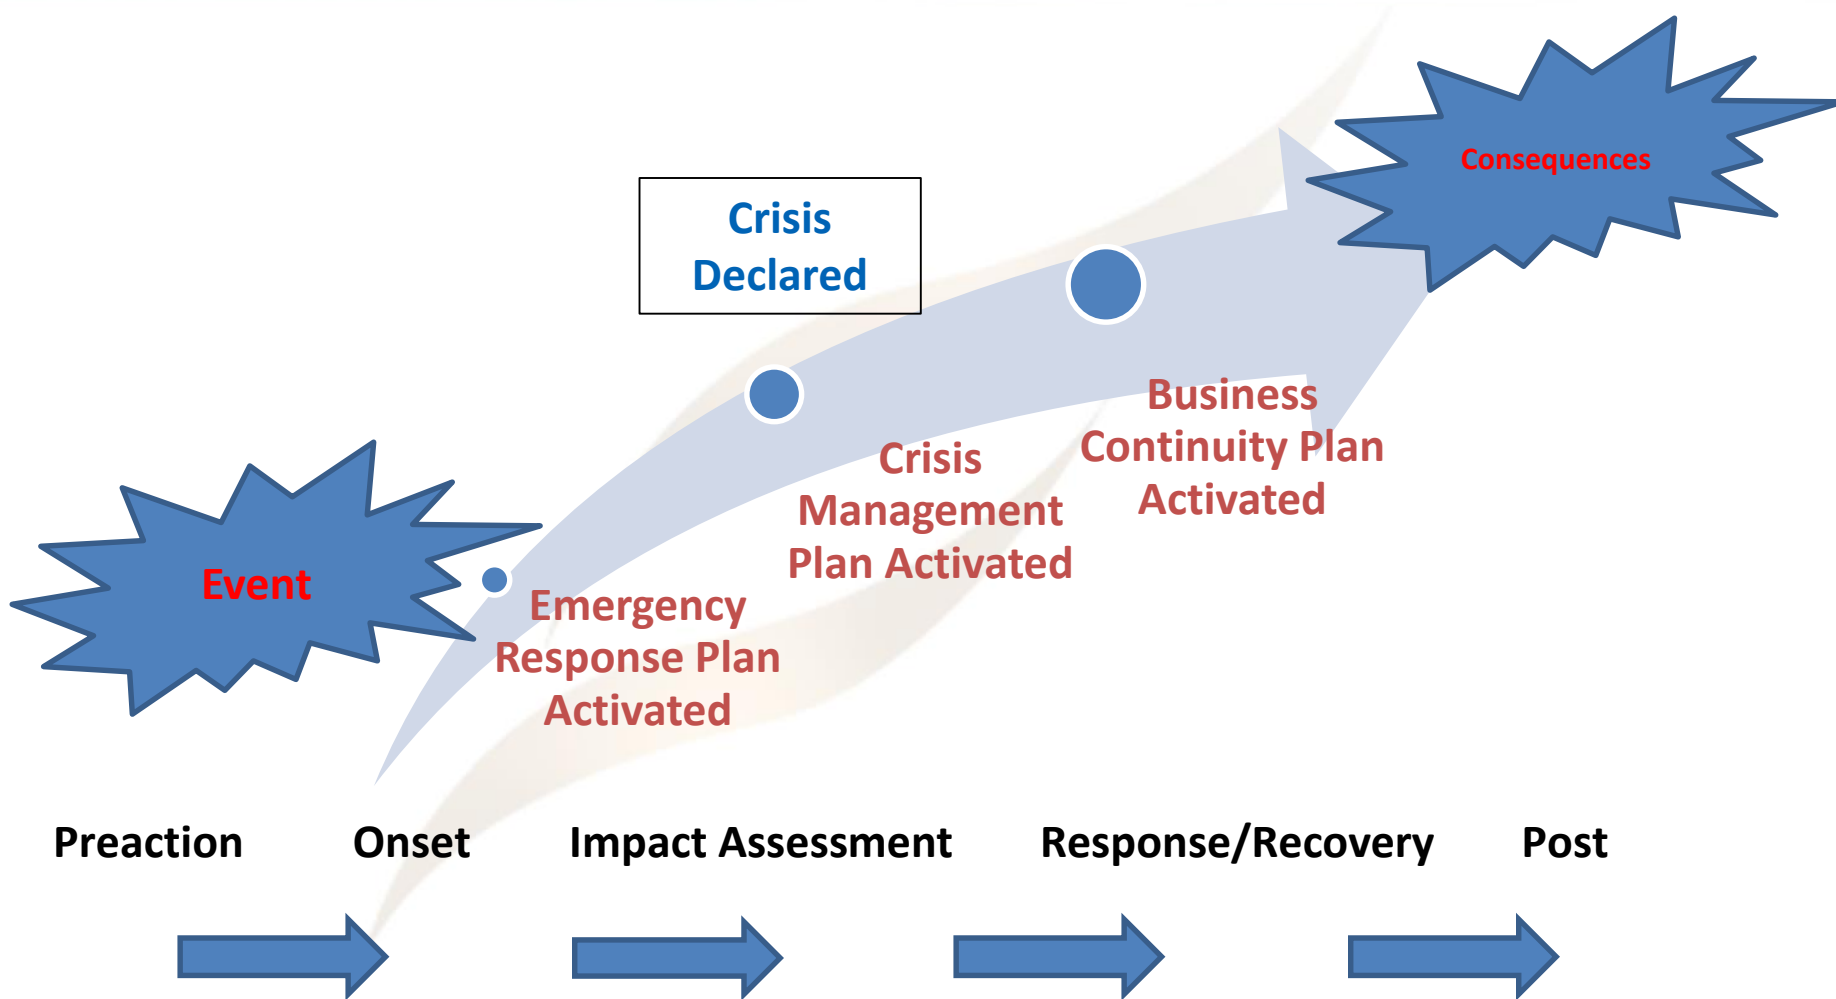 Consequences
Crisis
Declared
Business
Continuity Plan
Activated
Crisis
Management
Plan Activated
Event
Emergency
Response Plan
Activated
Preaction Onset Impact Assessment Response/Recovery Post